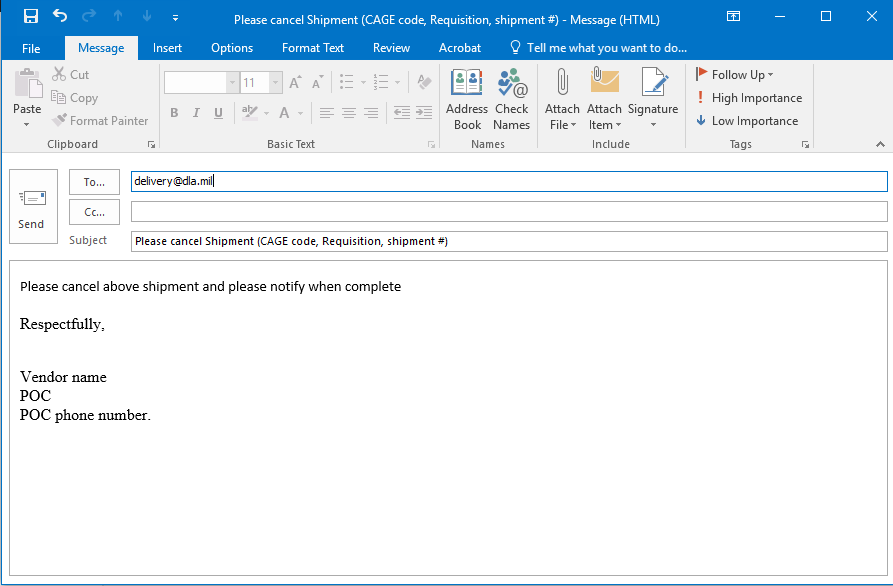 Please cancel Shipment (CAGE code, Requisition, shipment #) - Message (HTML)
File Message Insert Options Format Text Review Acrobat Tell me what you want to do...
Paste
Cut
Copy
Format Painter
Clipboard
11
B I U A
Basic Text
Address Book
Check Names
Names
Attach File
Attach Item
Signature
Include
Follow Up
High Importance
Low Importance
Tags
Send
To... delivery@dla.mil
Cc...
Subject Please cancel Shipment (CAGE code, Requisition, shipment #)
Please cancel above shipment and please notify when complete
Respectfully,
Vendor name
POC
POC phone number.